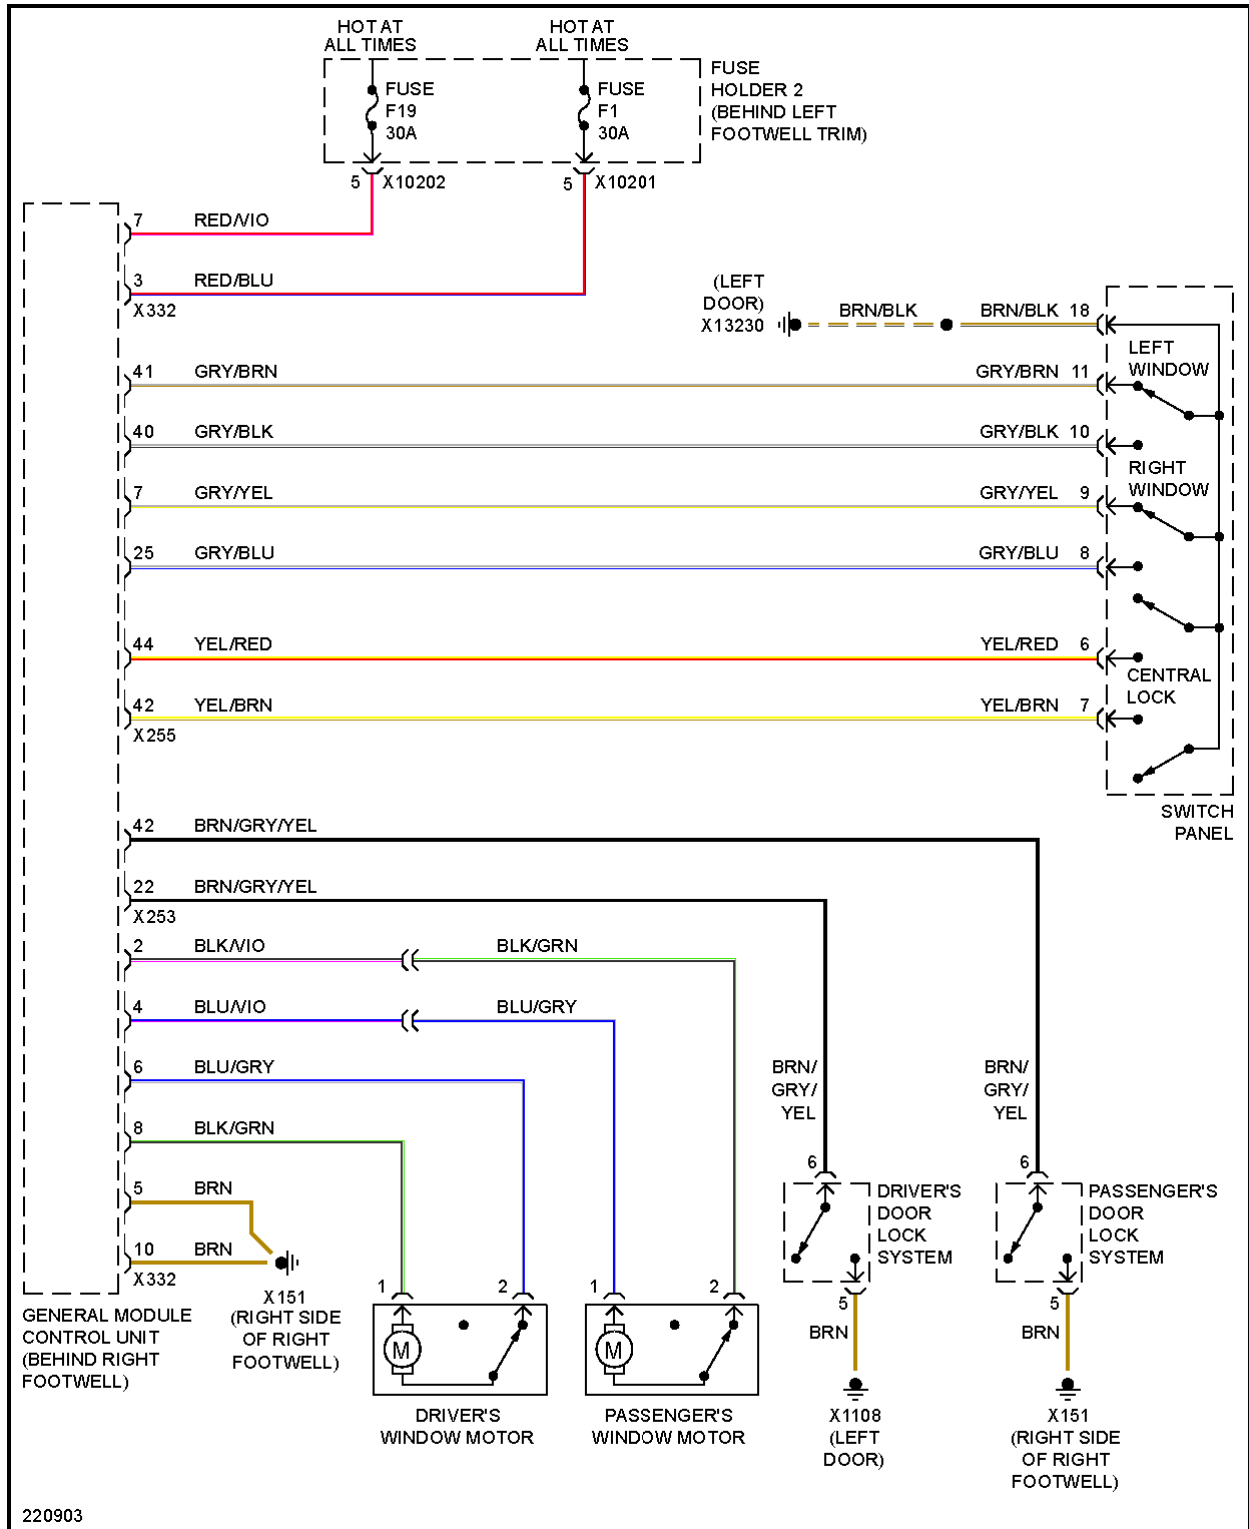 HOT AT
ALL TIMES
HOT AT
ALL TIMES
FUSE
F19
30A
FUSE
F1
30A
FUSE
HOLDER 2
(BEHIND LEFT
FOOTWELL TRIM)
5 X10202
5 X10201
7 RED/VIO
3 RED/BLU
X332
(LEFT
DOOR)
X13230
BRN/BLK
BRN/BLK 18
LEFT
WINDOW
41 GRY/BRN
GRY/BRN 11
40 GRY/BLK
GRY/BLK 10
RIGHT
WINDOW
7 GRY/YEL
GRY/YEL 9
25 GRY/BLU
GRY/BLU 8
44 YEL/RED
YEL/RED 6
CENTRAL
LOCK
42 YEL/BRN
YEL/BRN 7
X255
SWITCH
PANEL
42 BRN/GRY/YEL
22 BRN/GRY/YEL
X253
2 BLK/VIO
BLK/GRN
4 BLU/VIO
BLU/GRY
6 BLU/GRY
8 BLK/GRN
5 BRN
10 BRN
X332
BRN/
GRY/
YEL
BRN/
GRY/
YEL
6
6
DRIVER'S
DOOR
LOCK
SYSTEM
PASSENGER'S
DOOR
LOCK
SYSTEM
X151
(RIGHT SIDE
OF RIGHT
FOOTWELL)
GENERAL MODULE
CONTROL UNIT
(BEHIND RIGHT
FOOTWELL)
1
2
1
2
M
M
5
BRN
5
BRN
DRIVER'S
WINDOW MOTOR
PASSENGER'S
WINDOW MOTOR
X1108
(LEFT
DOOR)
X151
(RIGHT SIDE
OF RIGHT
FOOTWELL)
220903